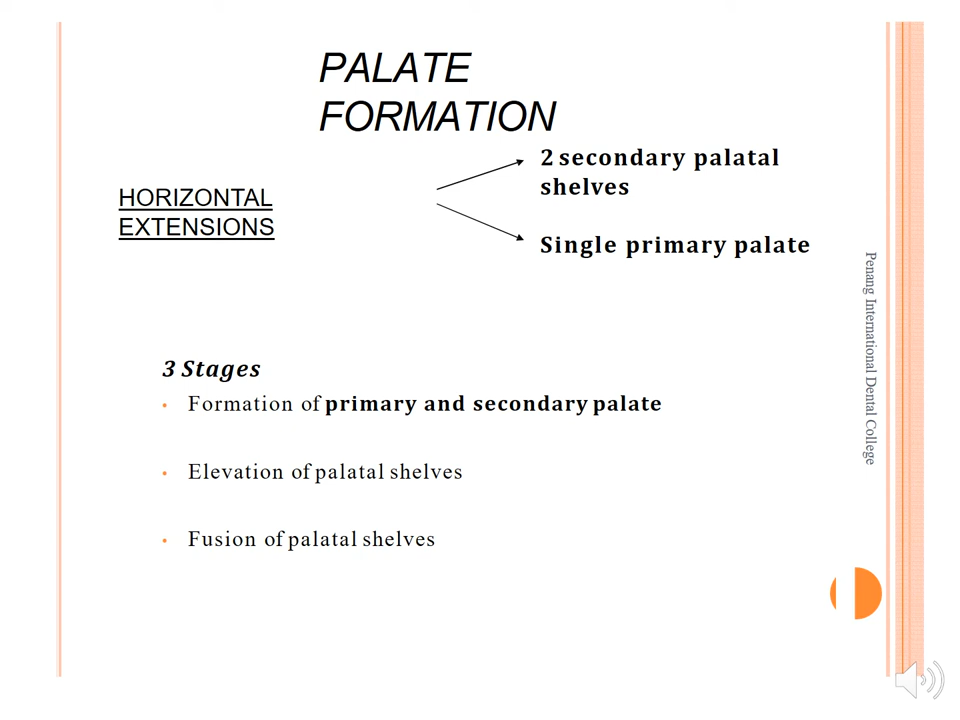 PALATE
FORMATION
2 secondary palatal
shelves
HORIZONTAL
EXTENSIONS
Single primary palate
3 Stages
• Formation of primary and secondary palate
• Elevation of palatal shelves
• Fusion of palatal shelves
Penang International Dental College